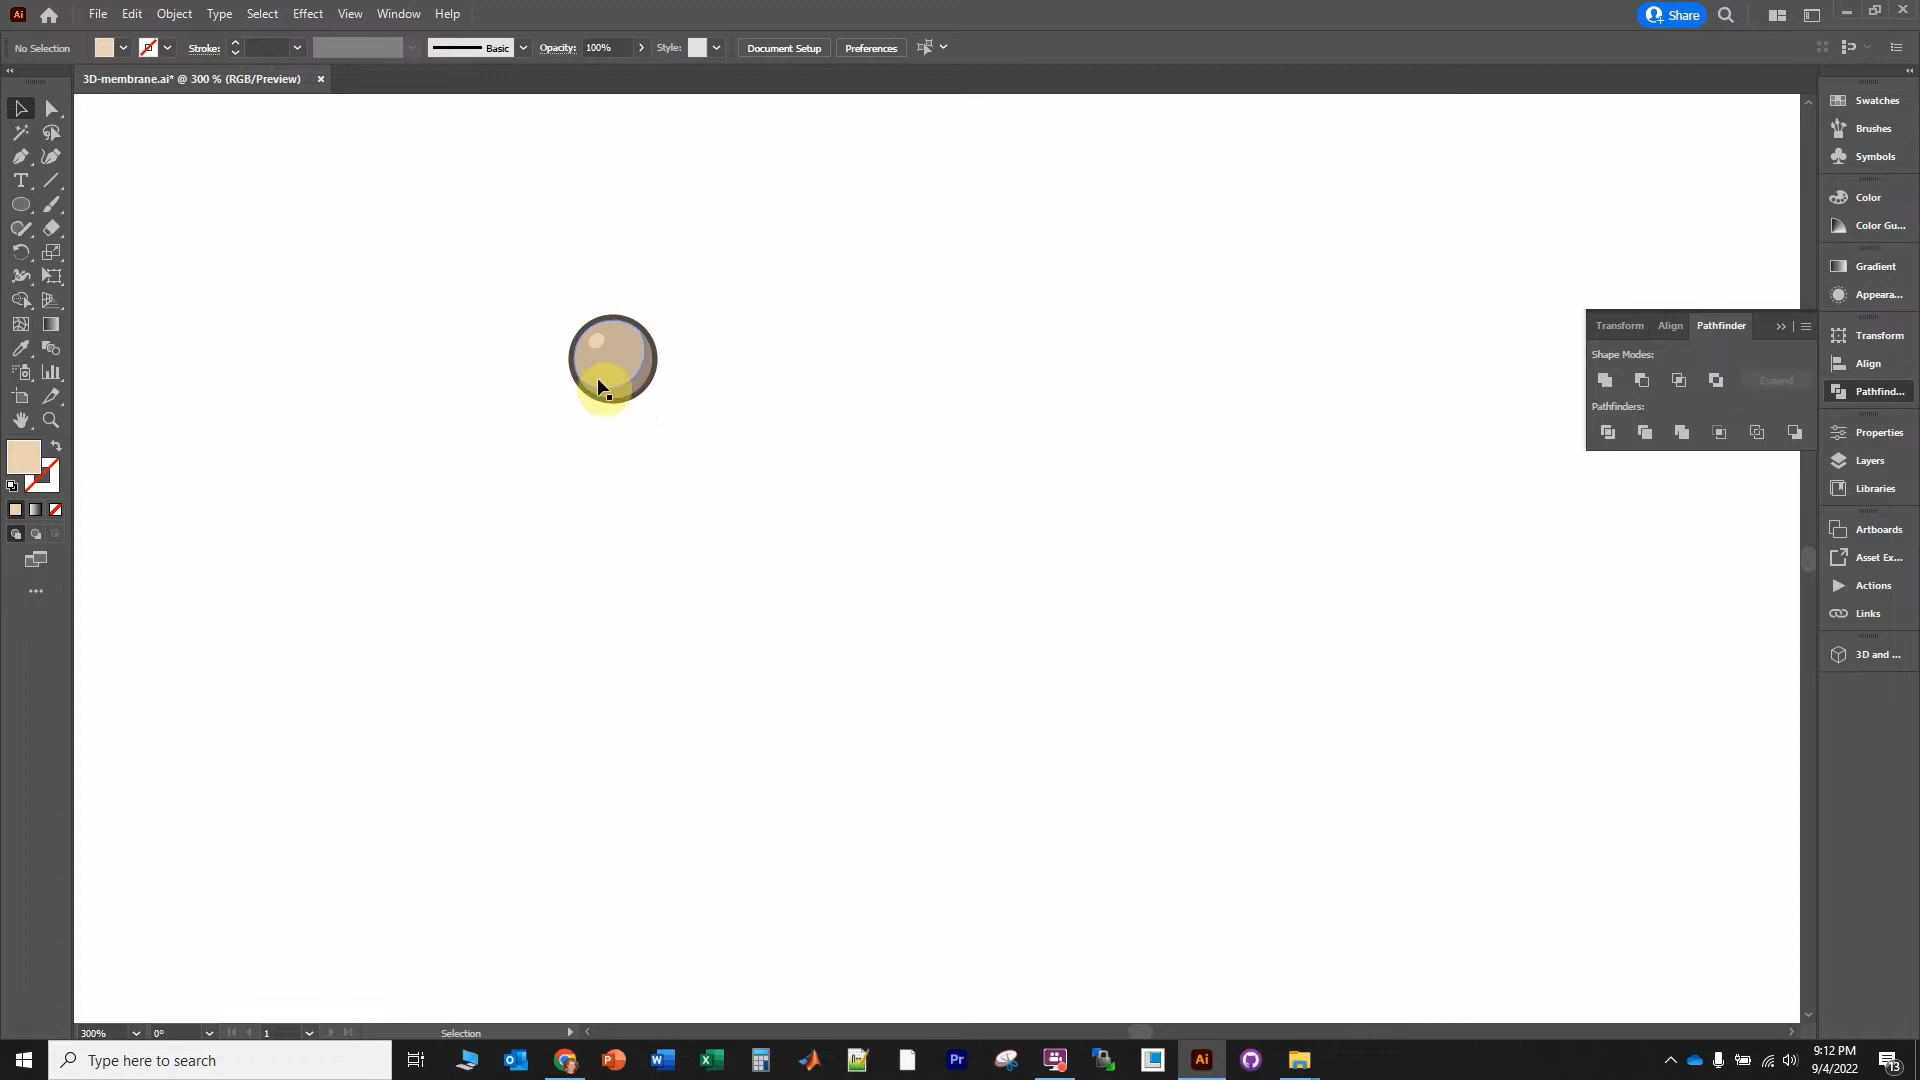 Ai File Edit Object Type Select Effect View Window Help Share
No Selection Stroke: Basic Opacity: 100% Style: Document Setup Preferences
3D-membrane.ai* @ 300 % (RGB/Preview) ×
Swatches
Brushes
Symbols
Color
Color Gu...
Gradient
Appeara...
Transform
Align
Pathfind...
Properties
Layers
Libraries
Artboards
Asset Ex...
Actions
Links
3D and ...
Transform Align Pathfinder
Shape Modes:
Expand
Pathfinders:
300% 0° 1 Selection
Type here to search
Pr
Ai
9:12 PM
9/4/2022
13